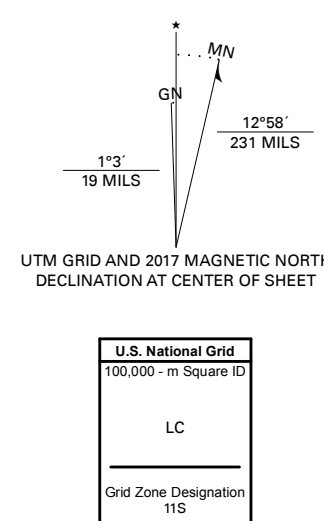 ★
MN
GN
12°58´
231 MILS
1°3´
19 MILS
UTM GRID AND 2017 MAGNETIC NORTH
DECLINATION AT CENTER OF SHEET
U.S. National Grid
100,000 - m Square ID
LC
Grid Zone Designation
11S